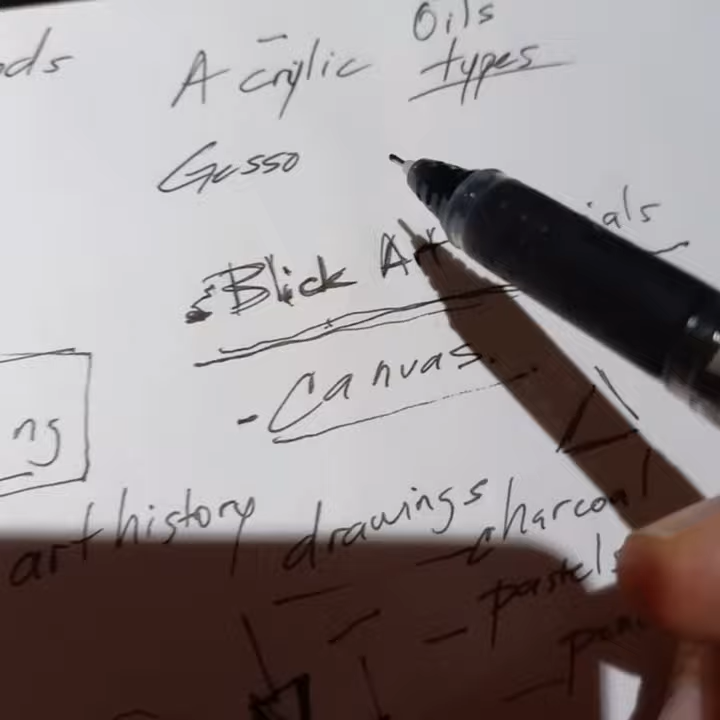 Oils
Acrylic types
Gesso
Blick
- Canvas.
art history drawings
- charcoal
- pastels